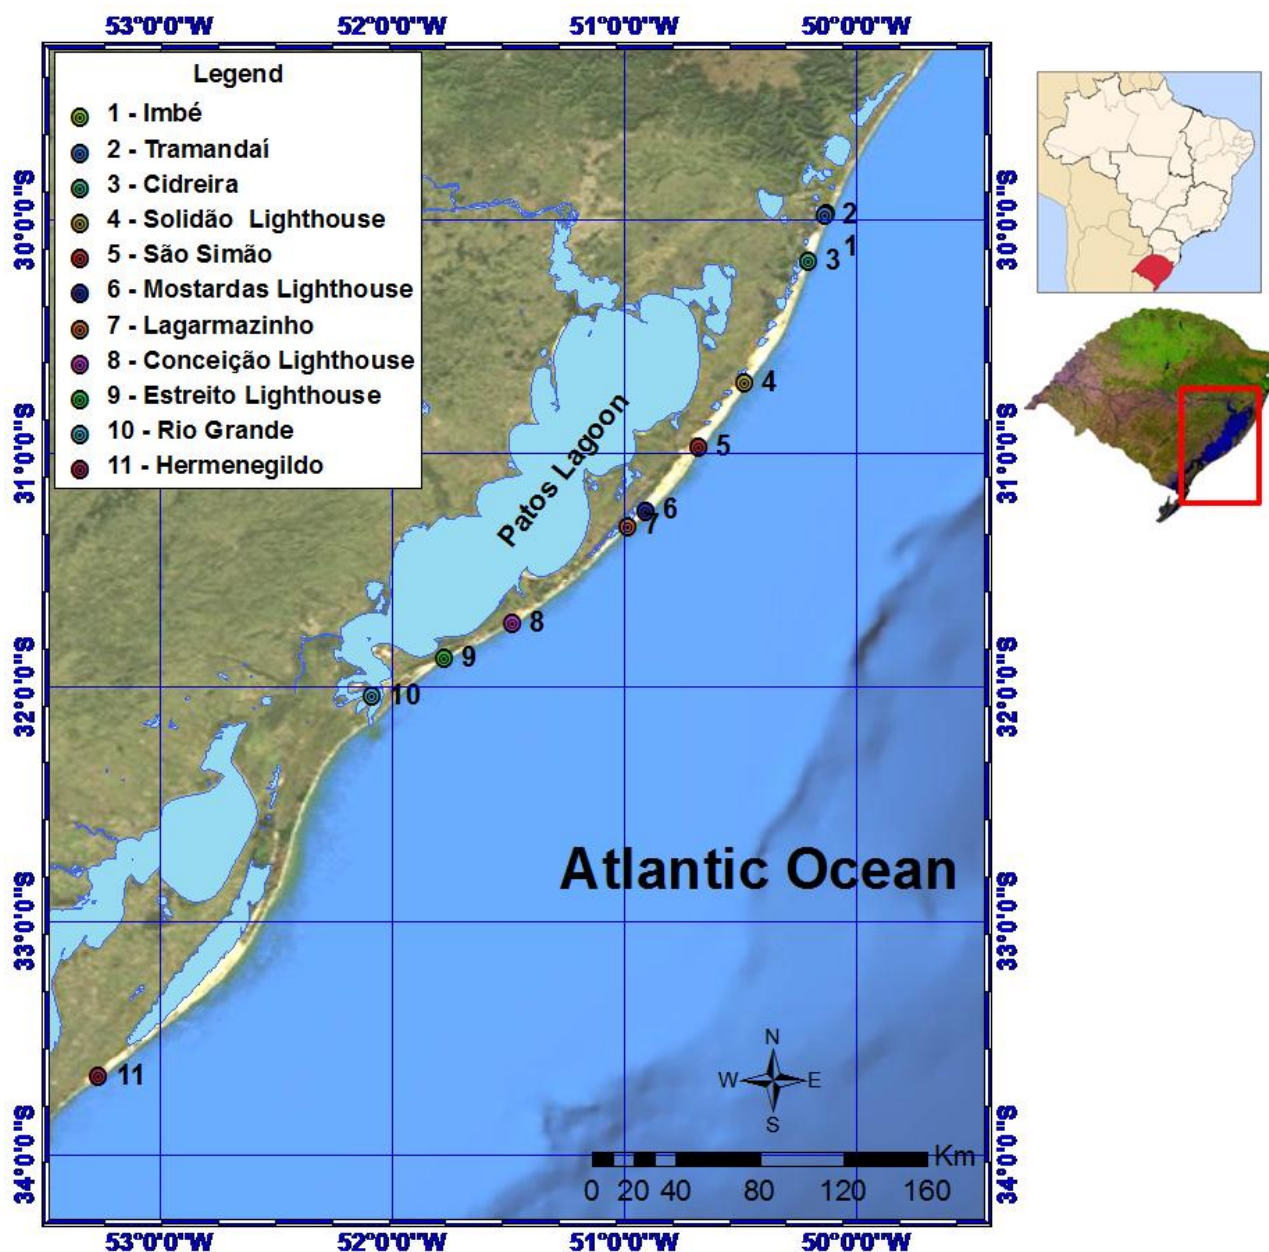 53°0'0"W 52°0'0"W 51°0'0"W 50°0'0"W
Legend
1 - Imbé
2 - Tramandaí
3 - Cidreira
4 - Solidão Lighthouse
5 - São Simão
6 - Mostardas Lighthouse
7 - Lagarmazinho
8 - Conceição Lighthouse
9 - Estreito Lighthouse
10 - Rio Grande
11 - Hermenegildo
30°0'0"S
31°0'0"S
32°0'0"S
33°0'0"S
34°0'0"S
2
1
3
4
5
6
7
8
9
10
11
Patos Lagoon
Atlantic Ocean
N
W E
S
Km
0 20 40 80 120 160
30°0'0"S
31°0'0"S
32°0'0"S
33°0'0"S
34°0'0"S
53°0'0"W 52°0'0"W 51°0'0"W 50°0'0"W